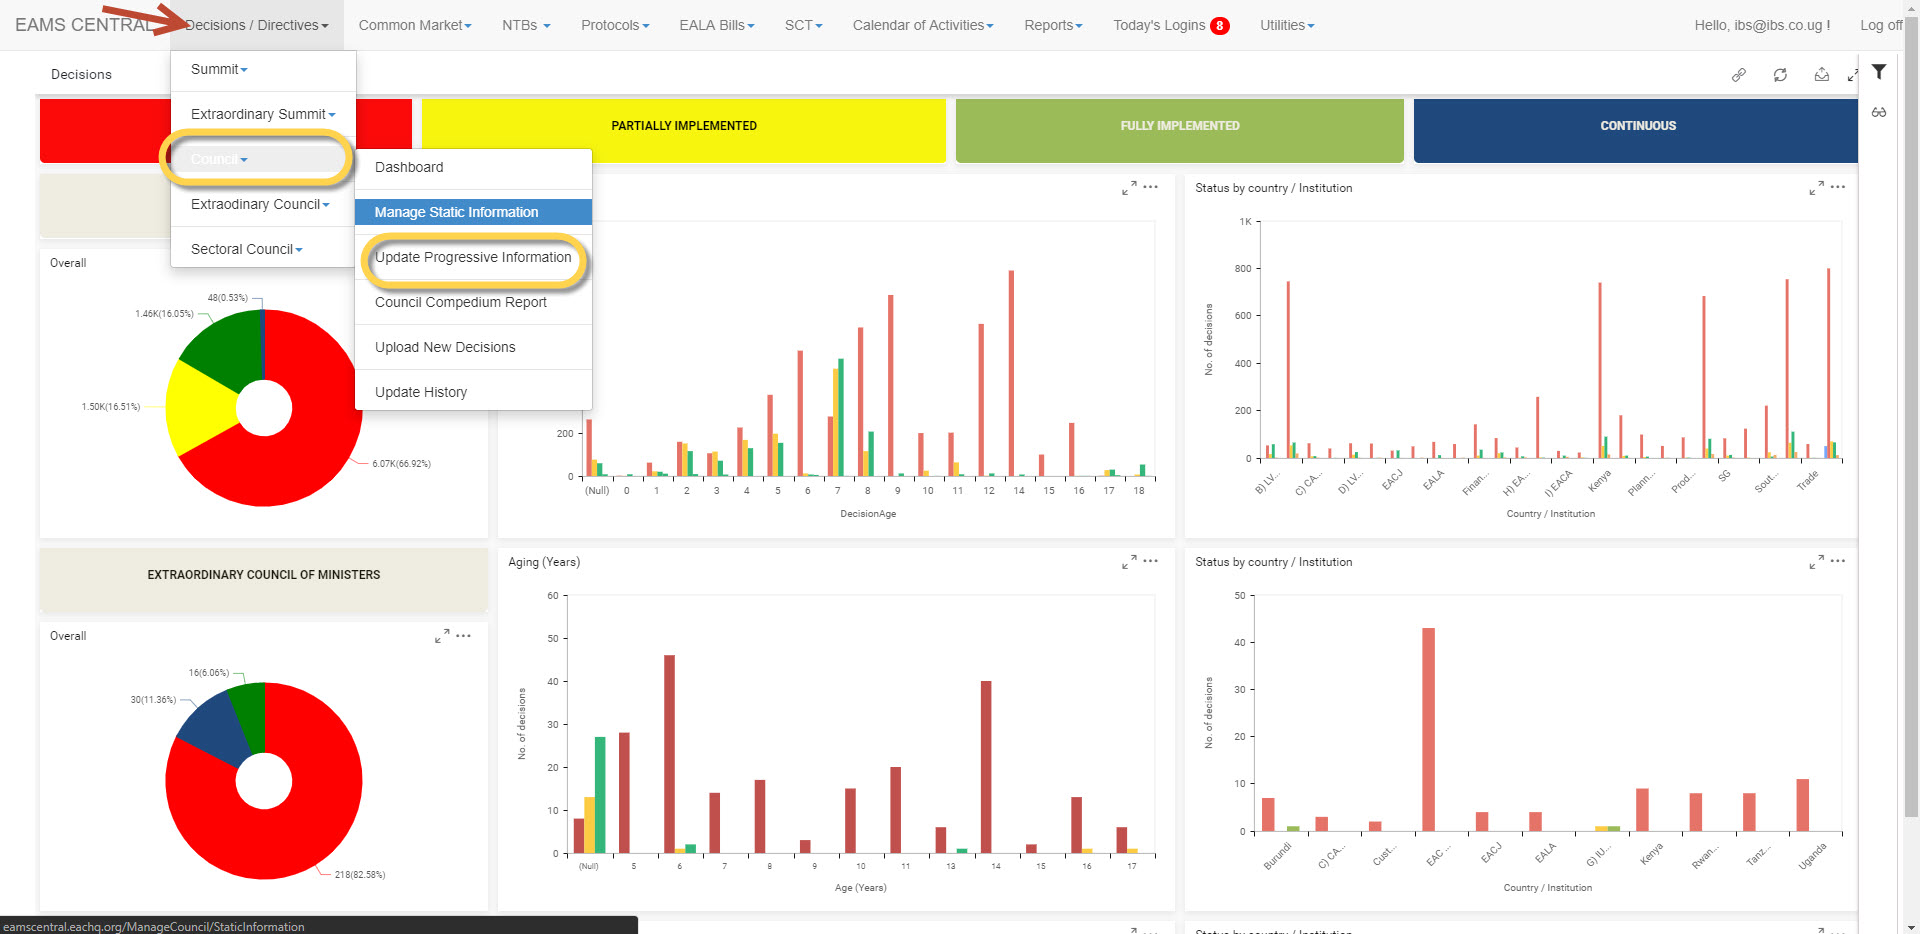 EAMS CENTRAL
Decisions / Directives
Common Market
NTBs
Protocols
EALA Bills
SCT
Calendar of Activities
Reports
Today's Logins 8
Utilities
Hello, ibs@ibs.co.ug !
Log off
Decisions
Summit
Extraordinary Summit
Council
Extraodinary Council
Sectoral Council
Dashboard
Manage Static Information
Update Progressive Information
Council Compedium Report
Upload New Decisions
Update History
PARTIALLY IMPLEMENTED
FULLY IMPLEMENTED
CONTINUOUS
Overall
48(0.53%)
1.46K(16.05%)
1.50K(16.51%)
6.07K(66.92%)
200
0
(Null) 0 1 2 3 4 5 6 7 8 9 10 11 12 14 15 16 17 18
DecisionAge
Status by country / Institution
No. of decisions
1K
800
600
400
200
0
B) LV... C) CA... D) LV... EACJ EALA Finan... H) EA... I) EACA Kenya Plann... Prod... SG Sout... Trade
Country / Institution
EXTRAORDINARY COUNCIL OF MINISTERS
Overall
16(6.06%)
30(11.36%)
218(82.58%)
Aging (Years)
No. of decisions
60
50
40
30
20
10
0
(Null) 5 6 7 8 9 10 11 13 14 15 16 17
Age (Years)
Status by country / Institution
No. of decisions
50
40
30
20
10
0
Burundi C) CA... Cust... EAC ... EACJ EALA G) IU... Kenya Rwan... Tanz... Uganda
Country / Institution
Status by country / Institution
eamscentral.eachq.org/ManageCouncil/StaticInformation